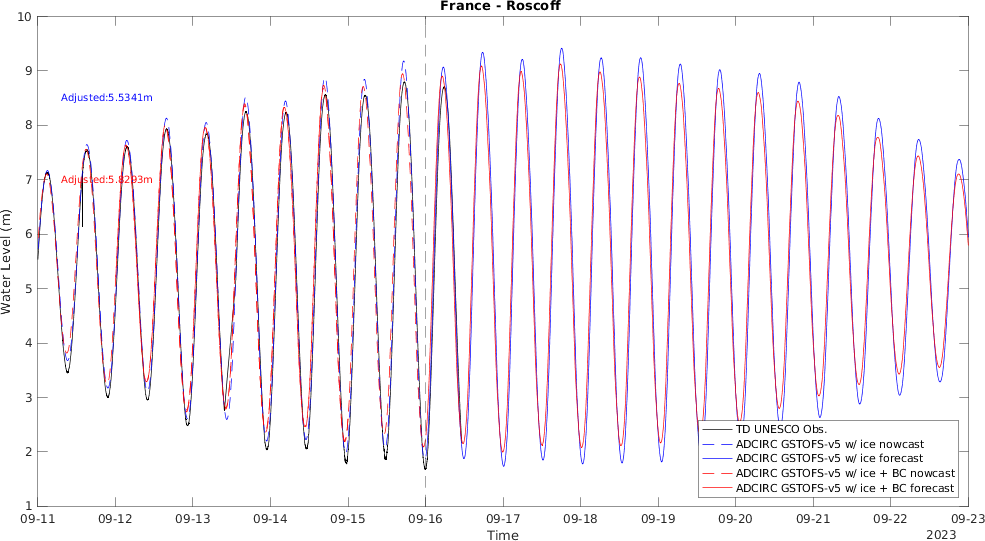 France - Roscoff
10
9
8
7
6
5
4
3
2
1
Water Level (m)
Adjusted:5.5341m
Adjusted:5.8293m
TD UNESCO Obs.
ADCIRC GSTOFS-v5 w/ ice nowcast
ADCIRC GSTOFS-v5 w/ ice forecast
ADCIRC GSTOFS-v5 w/ ice + BC nowcast
ADCIRC GSTOFS-v5 w/ ice + BC forecast
09-11 09-12 09-13 09-14 09-15 09-16 09-17 09-18 09-19 09-20 09-21 09-22 09-23
Time
2023